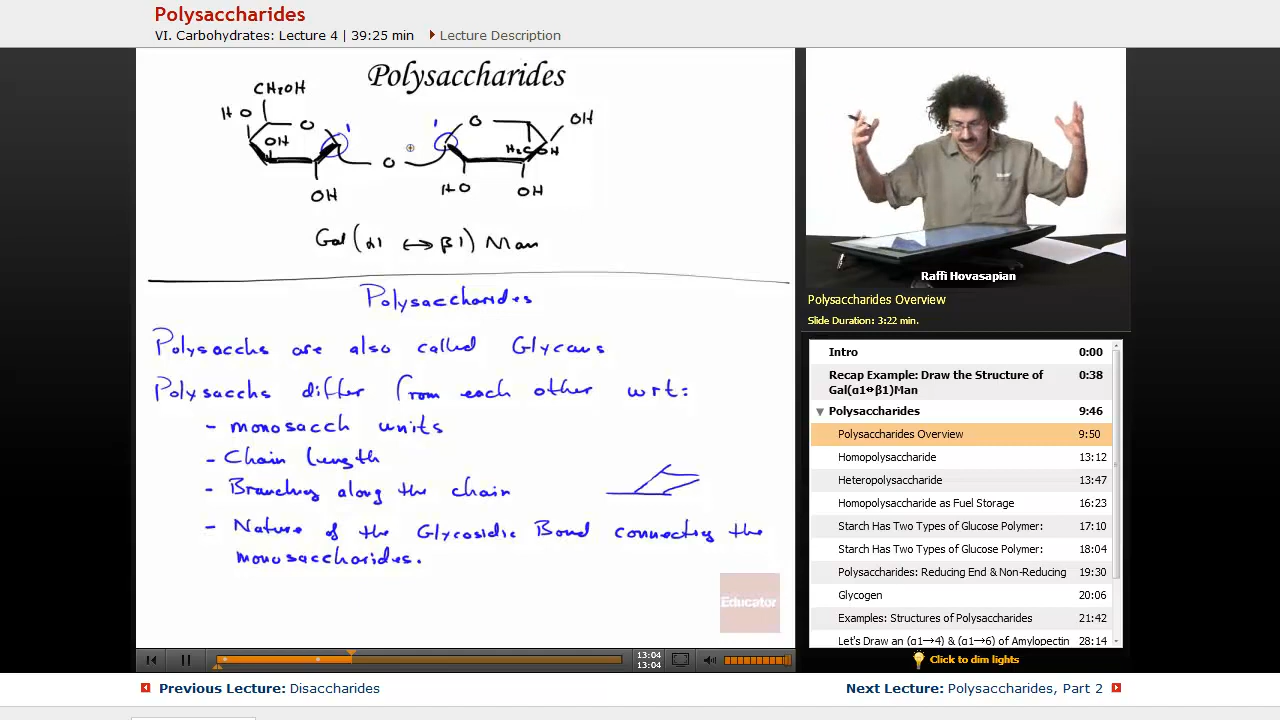 Polysaccharides
VI. Carbohydrates: Lecture 4 | 39:25 min
Lecture Description
Polysaccharides
CH₂OH
HO
O
OH
OH
1
O
1
O
OH
H₂C OH
HO
OH
Gal (α1 ↔ β1) Man
Polysaccharides
Polysacchs are also called Glycans
Polysacchs differ from each other wrt:
- monosacch units
- Chain length
- Branching along the chain
- Nature of the Glycosidic Bond connecting the
monosaccharides.
Educator
Raffi Hovasapian
Polysaccharides Overview
Slide Duration: 3:22 min.
Intro 0:00
Recap Example: Draw the Structure of 0:38
Gal(α1↔β1)Man
Polysaccharides 9:46
Polysaccharides Overview 9:50
Homopolysaccharide 13:12
Heteropolysaccharide 13:47
Homopolysaccharide as Fuel Storage 16:23
Starch Has Two Types of Glucose Polymer: 17:10
Starch Has Two Types of Glucose Polymer: 18:04
Polysaccharides: Reducing End & Non-Reducing 19:30
Glycogen 20:06
Examples: Structures of Polysaccharides 21:42
Let's Draw an (α1→4) & (α1→6) of Amylopectin 28:14
13:04
13:04
Click to dim lights
Previous Lecture: Disaccharides
Next Lecture: Polysaccharides, Part 2